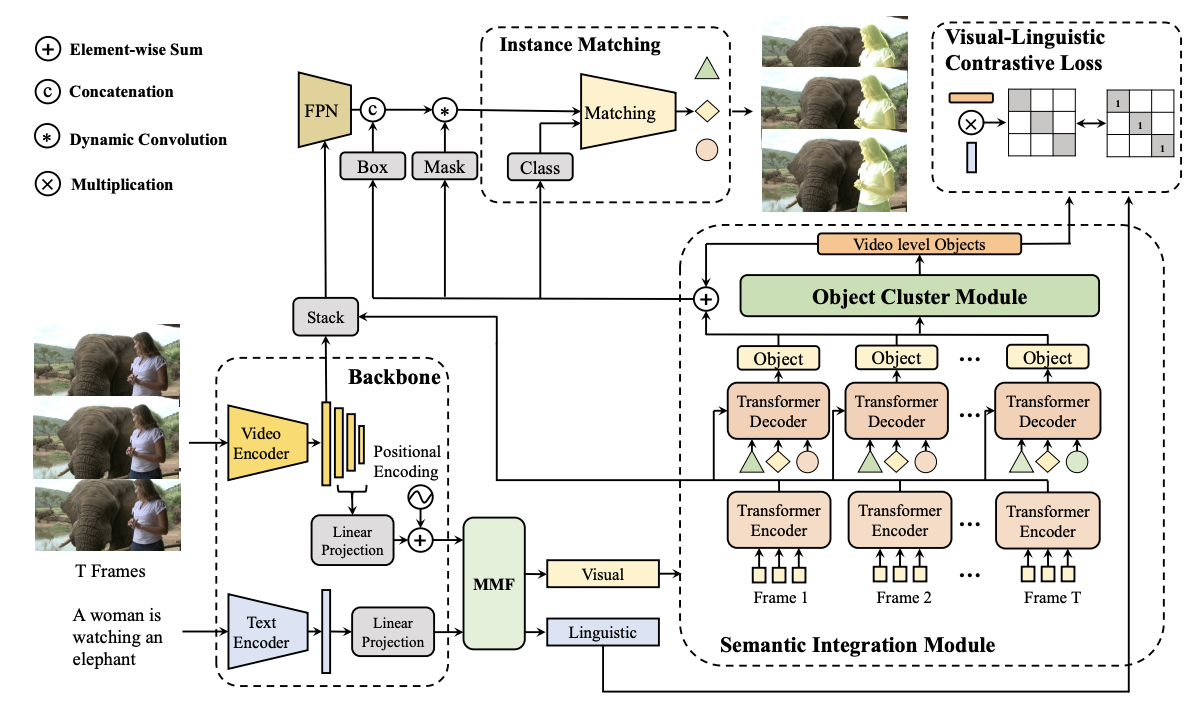 Element-wise Sum
c
Concatenation
*
Dynamic Convolution
Multiplication
Instance Matching
FPN
c
*
Matching
Box
Mask
Class
Visual-Linguistic
Contrastive Loss
1
1
1
Video level Objects
Object Cluster Module
Object
Object
...
Object
Transformer
Decoder
Transformer
Decoder
...
Transformer
Decoder
Transformer
Encoder
Transformer
Encoder
...
Transformer
Encoder
...
Frame 1
Frame 2
Frame T
Semantic Integration Module
Stack
Backbone
Video
Encoder
Positional
Encoding
Linear
Projection
T Frames
A woman is
watching an
elephant
Text
Encoder
Linear
Projection
MMF
Visual
Linguistic